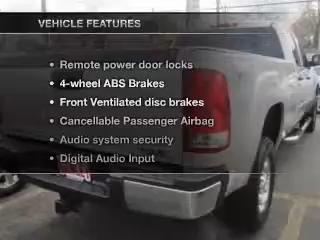 VEHICLE FEATURES
• Remote power door locks
• 4-wheel ABS Brakes
• Front Ventilated disc brakes
• Cancellable Passenger Airbag
• Audio system security
• Digital Audio Input